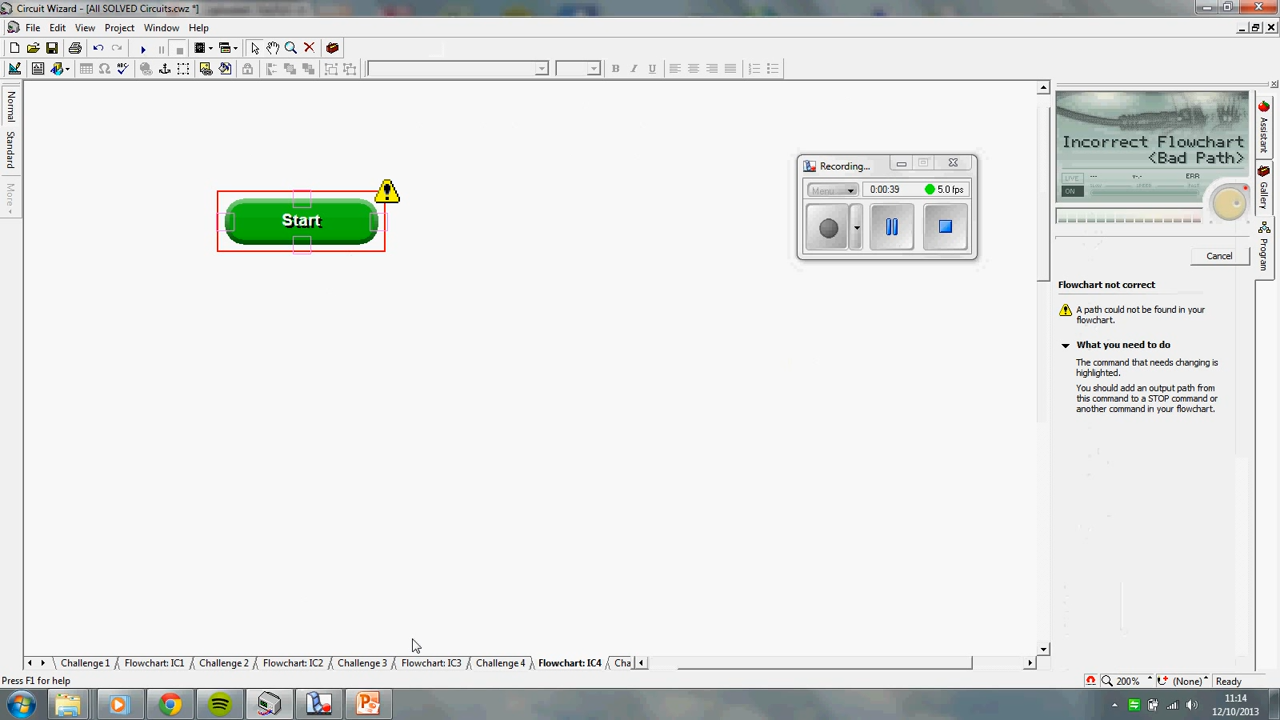 Circuit Wizard - [All SOLVED Circuits.cwz *]
File Edit View Project Window Help
Normal
Standard
More
Start
Recording...
Menu
0:00:39
5.0 fps
Incorrect Flowchart
<Bad Path>
LIVE
ERR
ON
Assistant
Gallery
Program
Cancel
Flowchart not correct
A path could not be found in your
flowchart.
What you need to do
The command that needs changing is
highlighted.
You should add an output path from
this command to a STOP command or
another command in your flowchart.
Challenge 1 Flowchart: IC1 Challenge 2 Flowchart: IC2 Challenge 3 Flowchart: IC3 Challenge 4 Flowchart: IC4 Cha
Press F1 for help
200% (None) Ready
11:14
12/10/2013